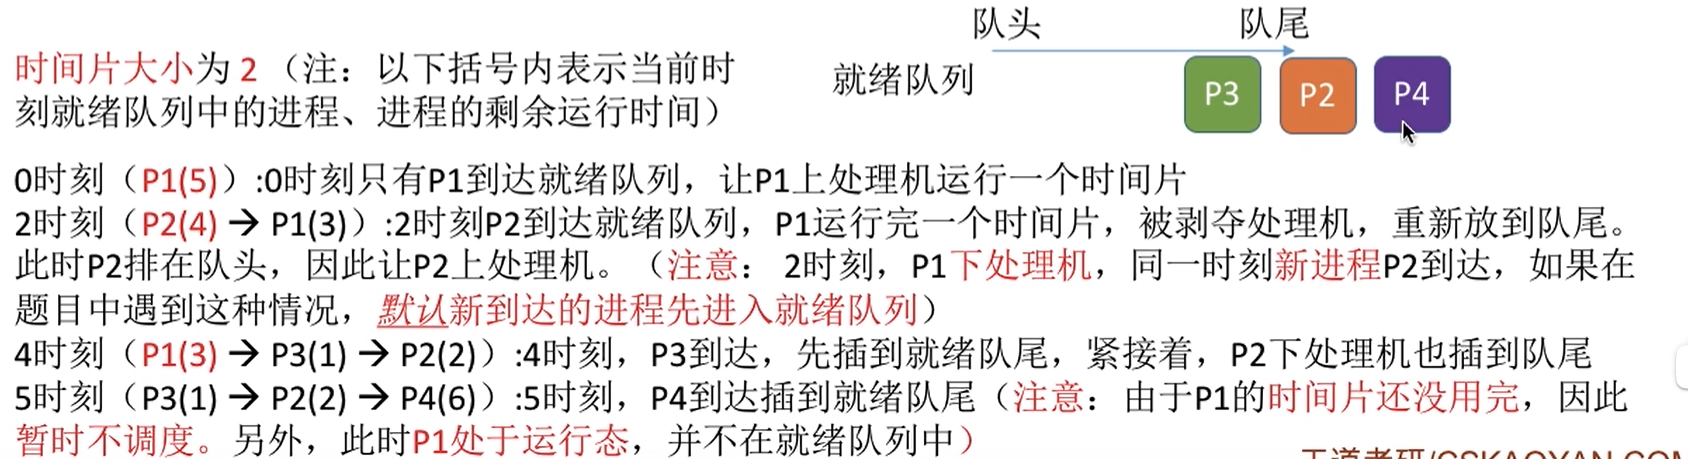 队头 队尾
时间片大小为 2（注：以下括号内表示当前时
刻就绪队列中的进程、进程的剩余运行时间）
就绪队列
P3 P2 P4
0时刻（P1(5)）:0时刻只有P1到达就绪队列，让P1上处理机运行一个时间片
2时刻（P2(4) → P1(3)）:2时刻P2到达就绪队列，P1运行完一个时间片，被剥夺处理机，重新放到队尾。
此时P2排在队头，因此让P2上处理机。（注意： 2时刻，P1下处理机，同一时刻新进程P2到达，如果在
题目中遇到这种情况，默认新到达的进程先进入就绪队列）
4时刻（P1(3) → P3(1) → P2(2)）:4时刻，P3到达，先插到就绪队尾，紧接着，P2下处理机也插到队尾
5时刻（P3(1) → P2(2) → P4(6)）:5时刻，P4到达插到就绪队尾（注意：由于P1的时间片还没用完，因此
暂时不调度。另外，此时P1处于运行态，并不在就绪队列中）